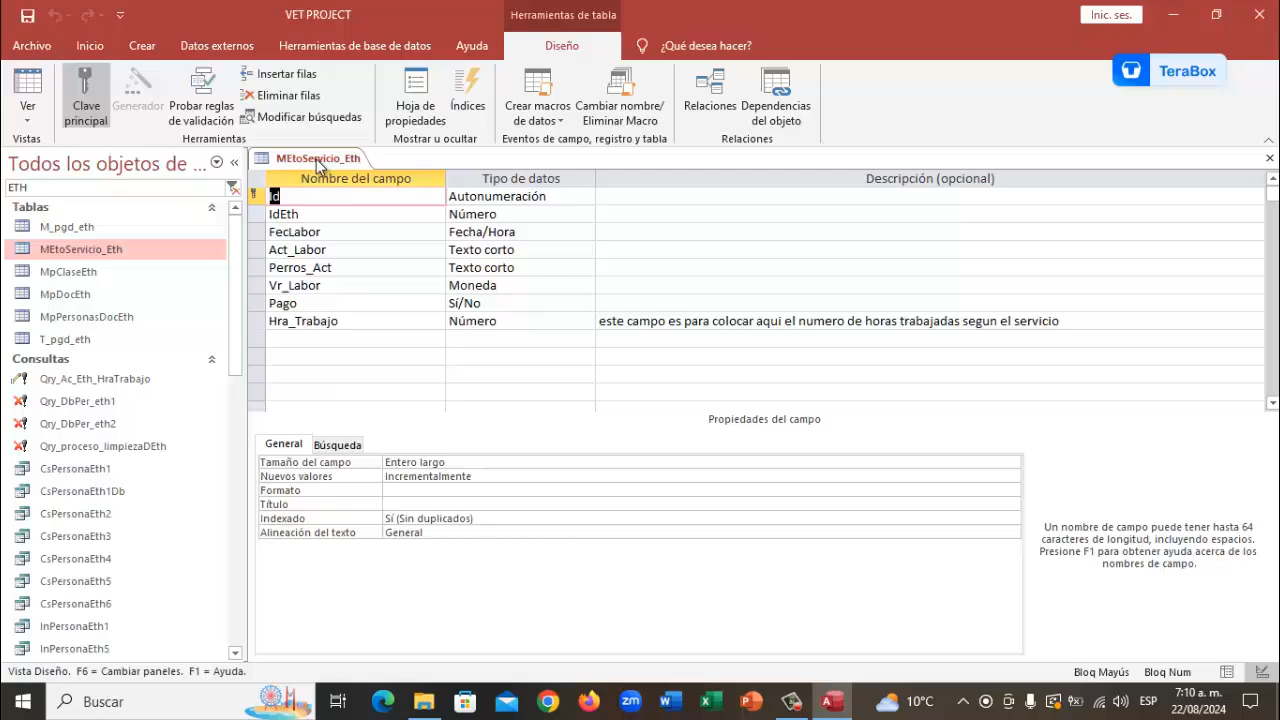 VET PROJECT
Herramientas de tabla
Inic. ses.
Archivo
Inicio
Crear
Datos externos
Herramientas de base de datos
Ayuda
Diseño
¿Qué desea hacer?
TeraBox
Ver
Clave principal
Generador
Probar reglas de validación
Insertar filas
Eliminar filas
Modificar búsquedas
Hoja de propiedades
Índices
Crear macros de datos
Cambiar nombre/ Eliminar Macro
Relaciones
Dependencias del objeto
Vistas
Herramientas
Mostrar u ocultar
Eventos de campo, registro y tabla
Relaciones
Todos los objetos de ...
ETH
Tablas
M_pgd_eth
MEtoServicio_Eth
MpClaseEth
MpDocEth
MpPersonasDocEth
T_pgd_eth
Consultas
Qry_Ac_Eth_HraTrabajo
Qry_DbPer_eth1
Qry_DbPer_eth2
Qry_proceso_limpiezaDEth
CsPersonaEth1
CsPersonaEth1Db
CsPersonaEth2
CsPersonaEth3
CsPersonaEth4
CsPersonaEth5
CsPersonaEth6
InPersonaEth1
InPersonaEth5
MEtoServicio_Eth
Nombre del campo Tipo de datos Descripción (opcional)
Id Autonumeración
IdEth Número
FecLabor Fecha/Hora
Act_Labor Texto corto
Perros_Act Texto corto
Vr_Labor Moneda
Pago Sí/No
Hra_Trabajo Número este campo es para colocar aqui el numero de horas trabajadas segun el servicio
Propiedades del campo
General Búsqueda
Tamaño del campo Entero largo
Nuevos valores Incrementalmente
Formato
Título
Indexado Sí (Sin duplicados)
Alineación del texto General
Un nombre de campo puede tener hasta 64
caracteres de longitud, incluyendo espacios.
Presione F1 para obtener ayuda acerca de los
nombres de campo.
Vista Diseño. F6 = Cambiar paneles. F1 = Ayuda.
Bloq Mayús
Bloq Num
Buscar
10°C
ESP
7:10 a. m.
22/08/2024